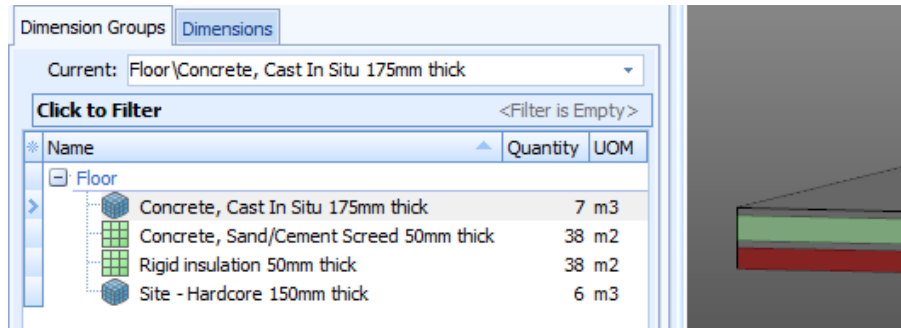 Dimension Groups Dimensions
Current: Floor\Concrete, Cast In Situ 175mm thick
Click to Filter <Filter is Empty>
Name Quantity UOM
Floor
Concrete, Cast In Situ 175mm thick 7 m3
Concrete, Sand/Cement Screed 50mm thick 38 m2
Rigid insulation 50mm thick 38 m2
Site - Hardcore 150mm thick 6 m3